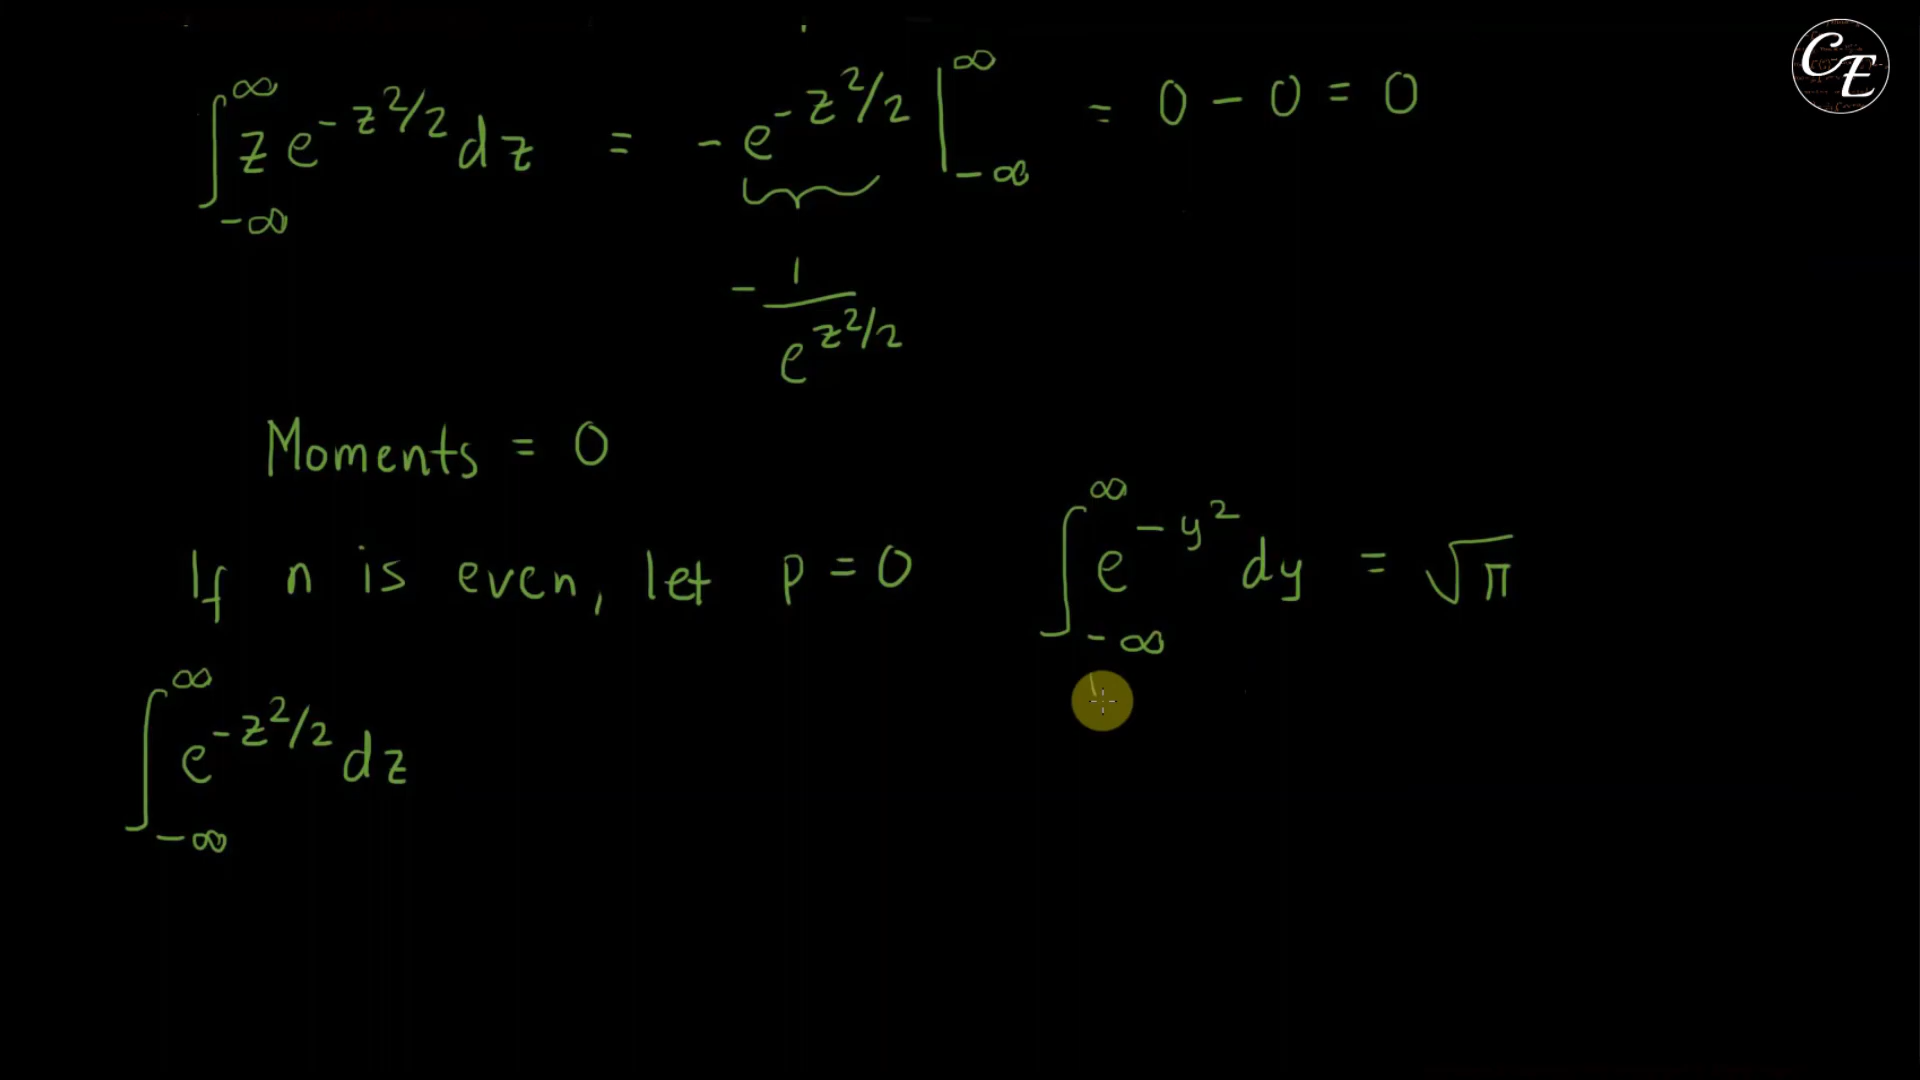 CE
∫_{-∞}^{∞} z e^{-z²/2} dz = -e^{-z²/2} |_{-∞}^{∞} = 0 - 0 = 0
- 1/e^{z²/2}
Moments = 0
If n is even, let p = 0
∫_{-∞}^{∞} e^{-y²} dy = √π
∫_{-∞}^{∞} e^{-z²/2} dz